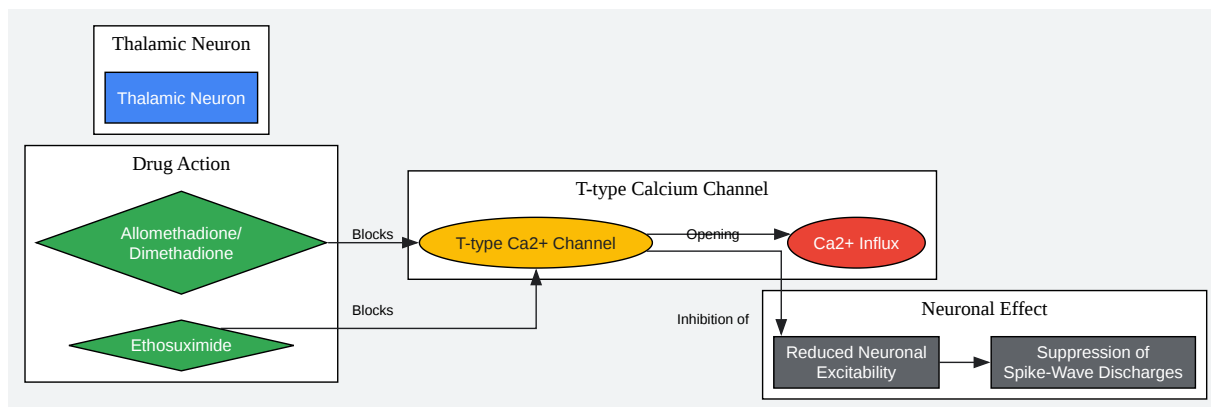 Thalamic Neuron
Thalamic Neuron
Drug Action
Allomethadione/
Dimethadione
Ethosuximide
Blocks
Blocks
T-type Calcium Channel
T-type Ca2+ Channel
Opening
Ca2+ Influx
Inhibition of
Neuronal Effect
Reduced Neuronal
Excitability
Suppression of
Spike-Wave Discharges